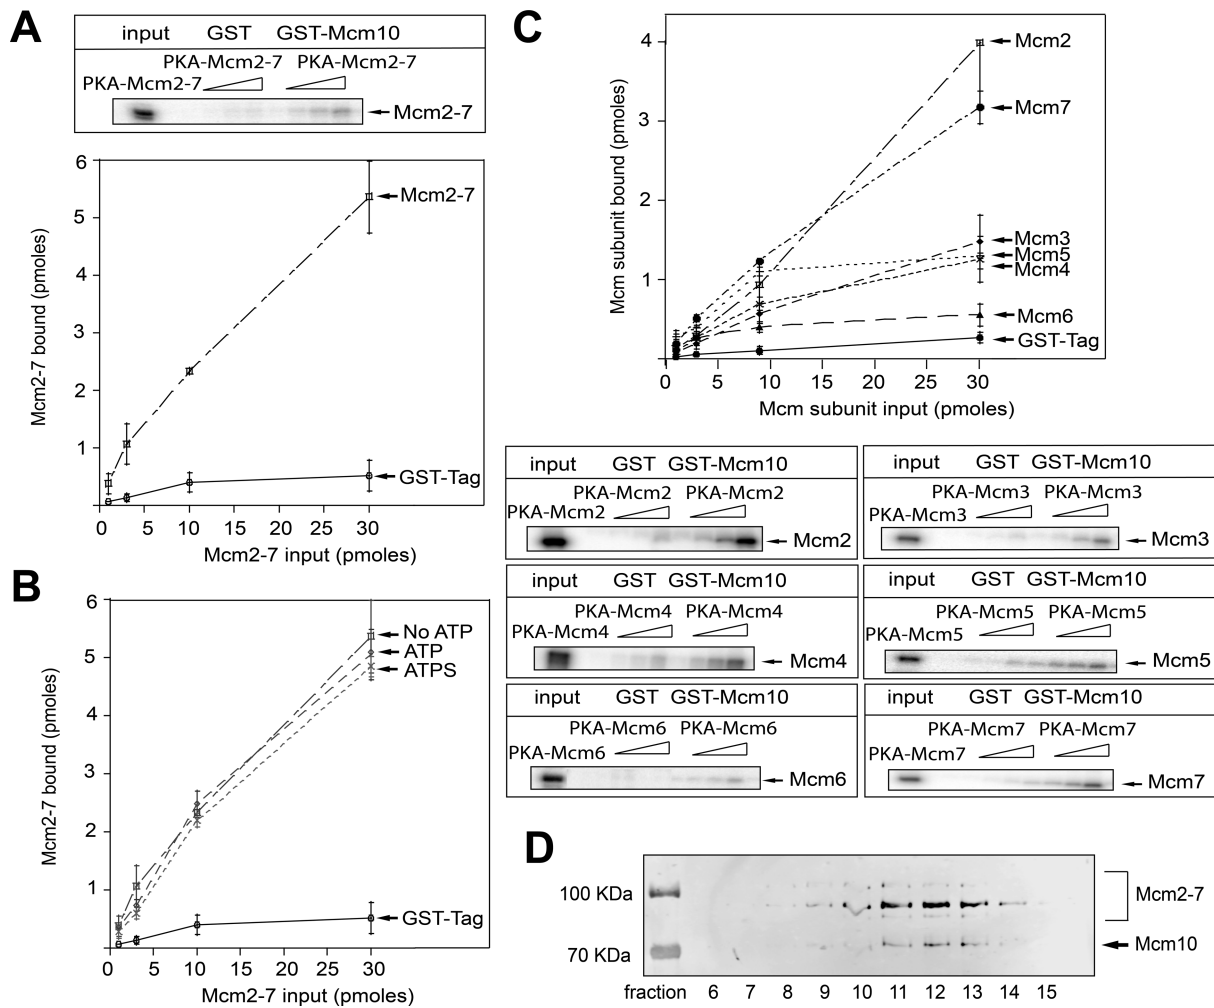 A
input GST GST-Mcm10
PKA-Mcm2-7 PKA-Mcm2-7
PKA-Mcm2-7
Mcm2-7
6
5
4
3
2
1
Mcm2-7 bound (pmoles)
Mcm2-7
GST-Tag
0 5 10 15 20 25 30
Mcm2-7 input (pmoles)
B
6
5
4
3
2
1
Mcm2-7 bound (pmoles)
No ATP
ATP
ATPS
GST-Tag
0 5 10 15 20 25 30
Mcm2-7 input (pmoles)
C
4
3
2
1
Mcm subunit bound (pmoles)
Mcm2
Mcm7
Mcm3
Mcm5
Mcm4
Mcm6
GST-Tag
0 5 10 15 20 25 30
Mcm subunit input (pmoles)
input GST GST-Mcm10
PKA-Mcm2 PKA-Mcm2
PKA-Mcm2
Mcm2
input GST GST-Mcm10
PKA-Mcm3 PKA-Mcm3
PKA-Mcm3
Mcm3
input GST GST-Mcm10
PKA-Mcm4 PKA-Mcm4
PKA-Mcm4
Mcm4
input GST GST-Mcm10
PKA-Mcm5 PKA-Mcm5
PKA-Mcm5
Mcm5
input GST GST-Mcm10
PKA-Mcm6 PKA-Mcm6
PKA-Mcm6
Mcm6
input GST GST-Mcm10
PKA-Mcm7 PKA-Mcm7
PKA-Mcm7
Mcm7
D
100 KDa
70 KDa
Mcm2-7
Mcm10
fraction 6 7 8 9 10 11 12 13 14 15